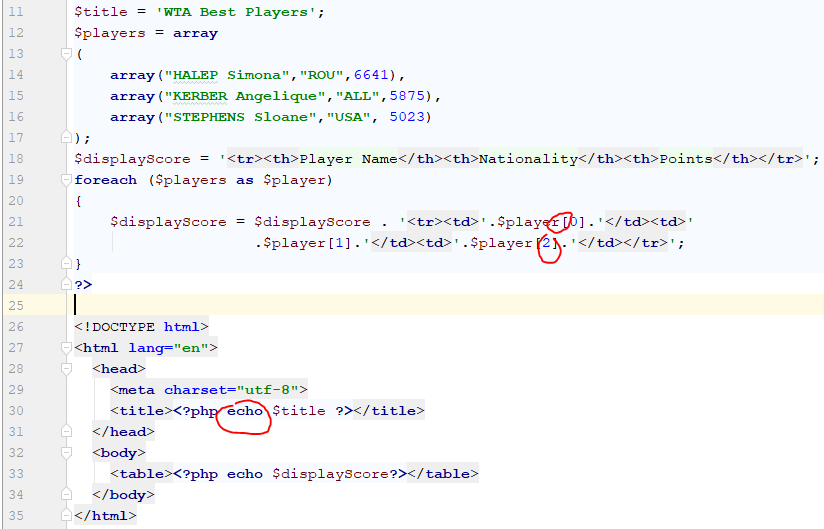 11 $title = 'WTA Best Players';
12 $players = array
13 (
14     array("HALEP Simona","ROU",6641),
15     array("KERBER Angelique","ALL",5875),
16     array("STEPHENS Sloane","USA", 5023)
17 );
18 $displayScore = '<tr><th>Player Name</th><th>Nationality</th><th>Points</th></tr>';
19 foreach ($players as $player)
20 {
21     $displayScore = $displayScore . '<tr><td>'.$player[0].'</td><td>'
22                     .$player[1].'</td><td>'.$player[2].'</td></tr>';
23 }
24 ?>
25
26 <!DOCTYPE html>
27 <html lang="en">
28   <head>
29     <meta charset="utf-8">
30     <title><?php echo $title ?></title>
31   </head>
32   <body>
33     <table><?php echo $displayScore?></table>
34   </body>
35 </html>